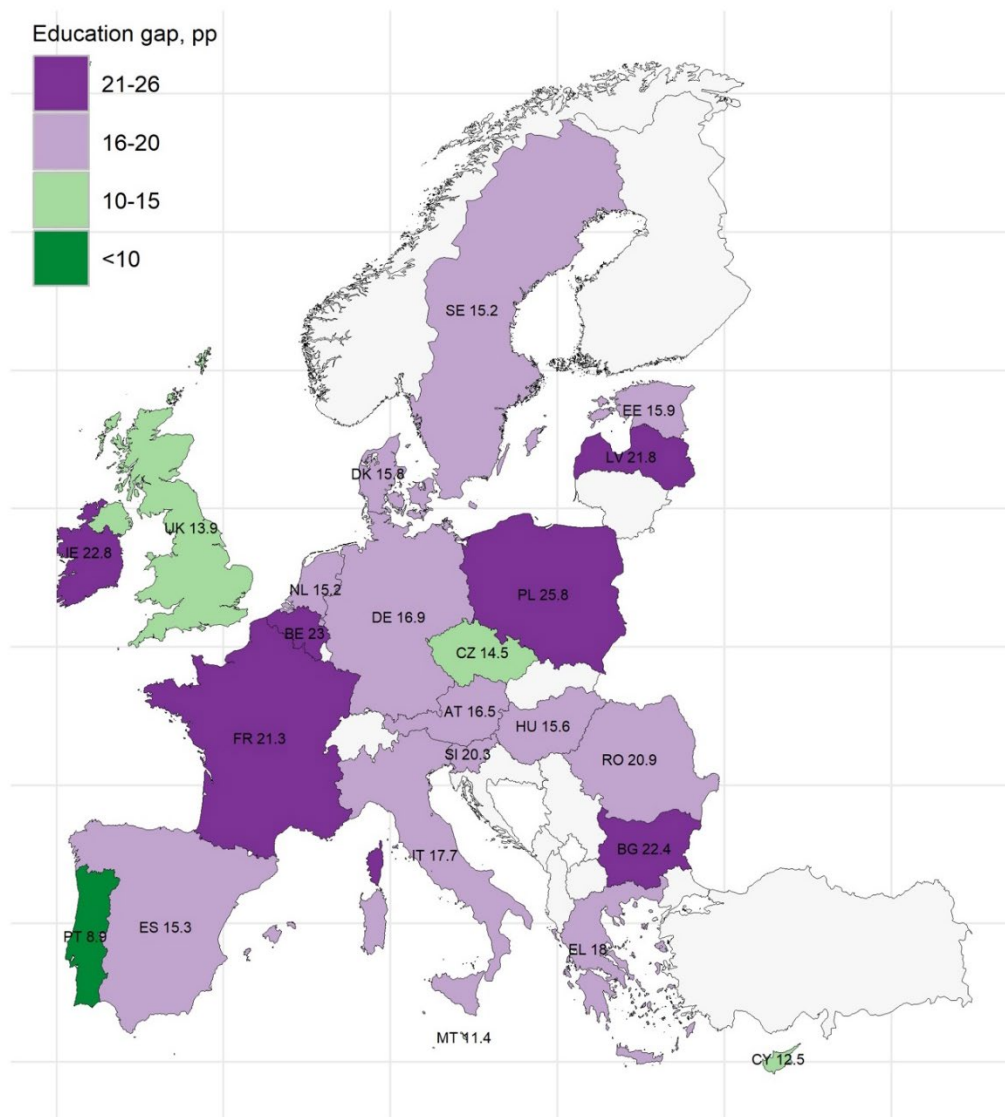 Education gap, pp
21-26
16-20
10-15
<10
SE 15.2
EE 15.9
LV 21.8
DK 15.8
UK 13.9
IE 22.8
NL 15.2
PL 25.8
DE 16.9
BE 23
CZ 14.5
AT 16.5
HU 15.6
FR 21.3
SI 20.3
RO 20.9
BG 22.4
IT 17.7
ES 15.3
PT 8.9
EL 18
MT 11.4
CY 12.5